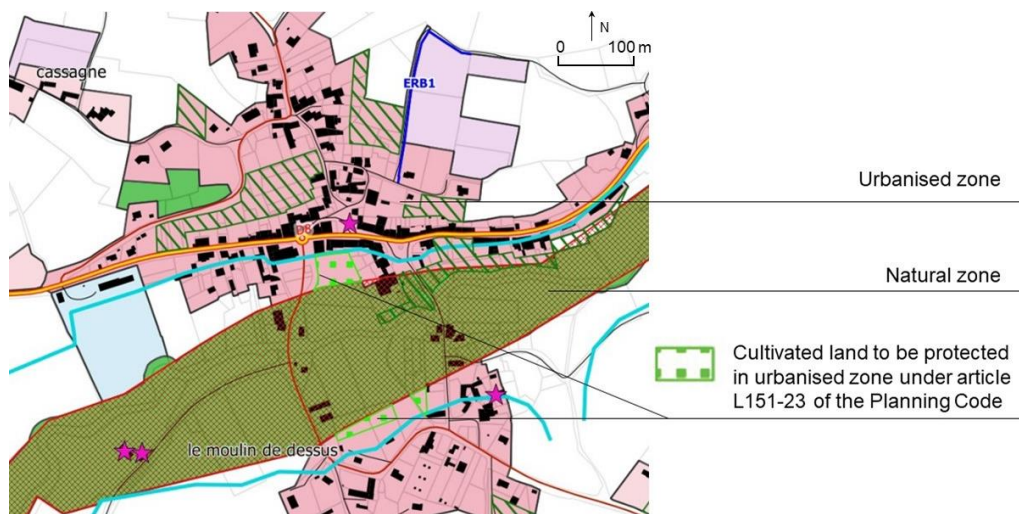 N
0 100 m
cassagne
ERB1
Urbanised zone
D8
Natural zone
Cultivated land to be protected
in urbanised zone under article
L151-23 of the Planning Code
le moulin de dessus